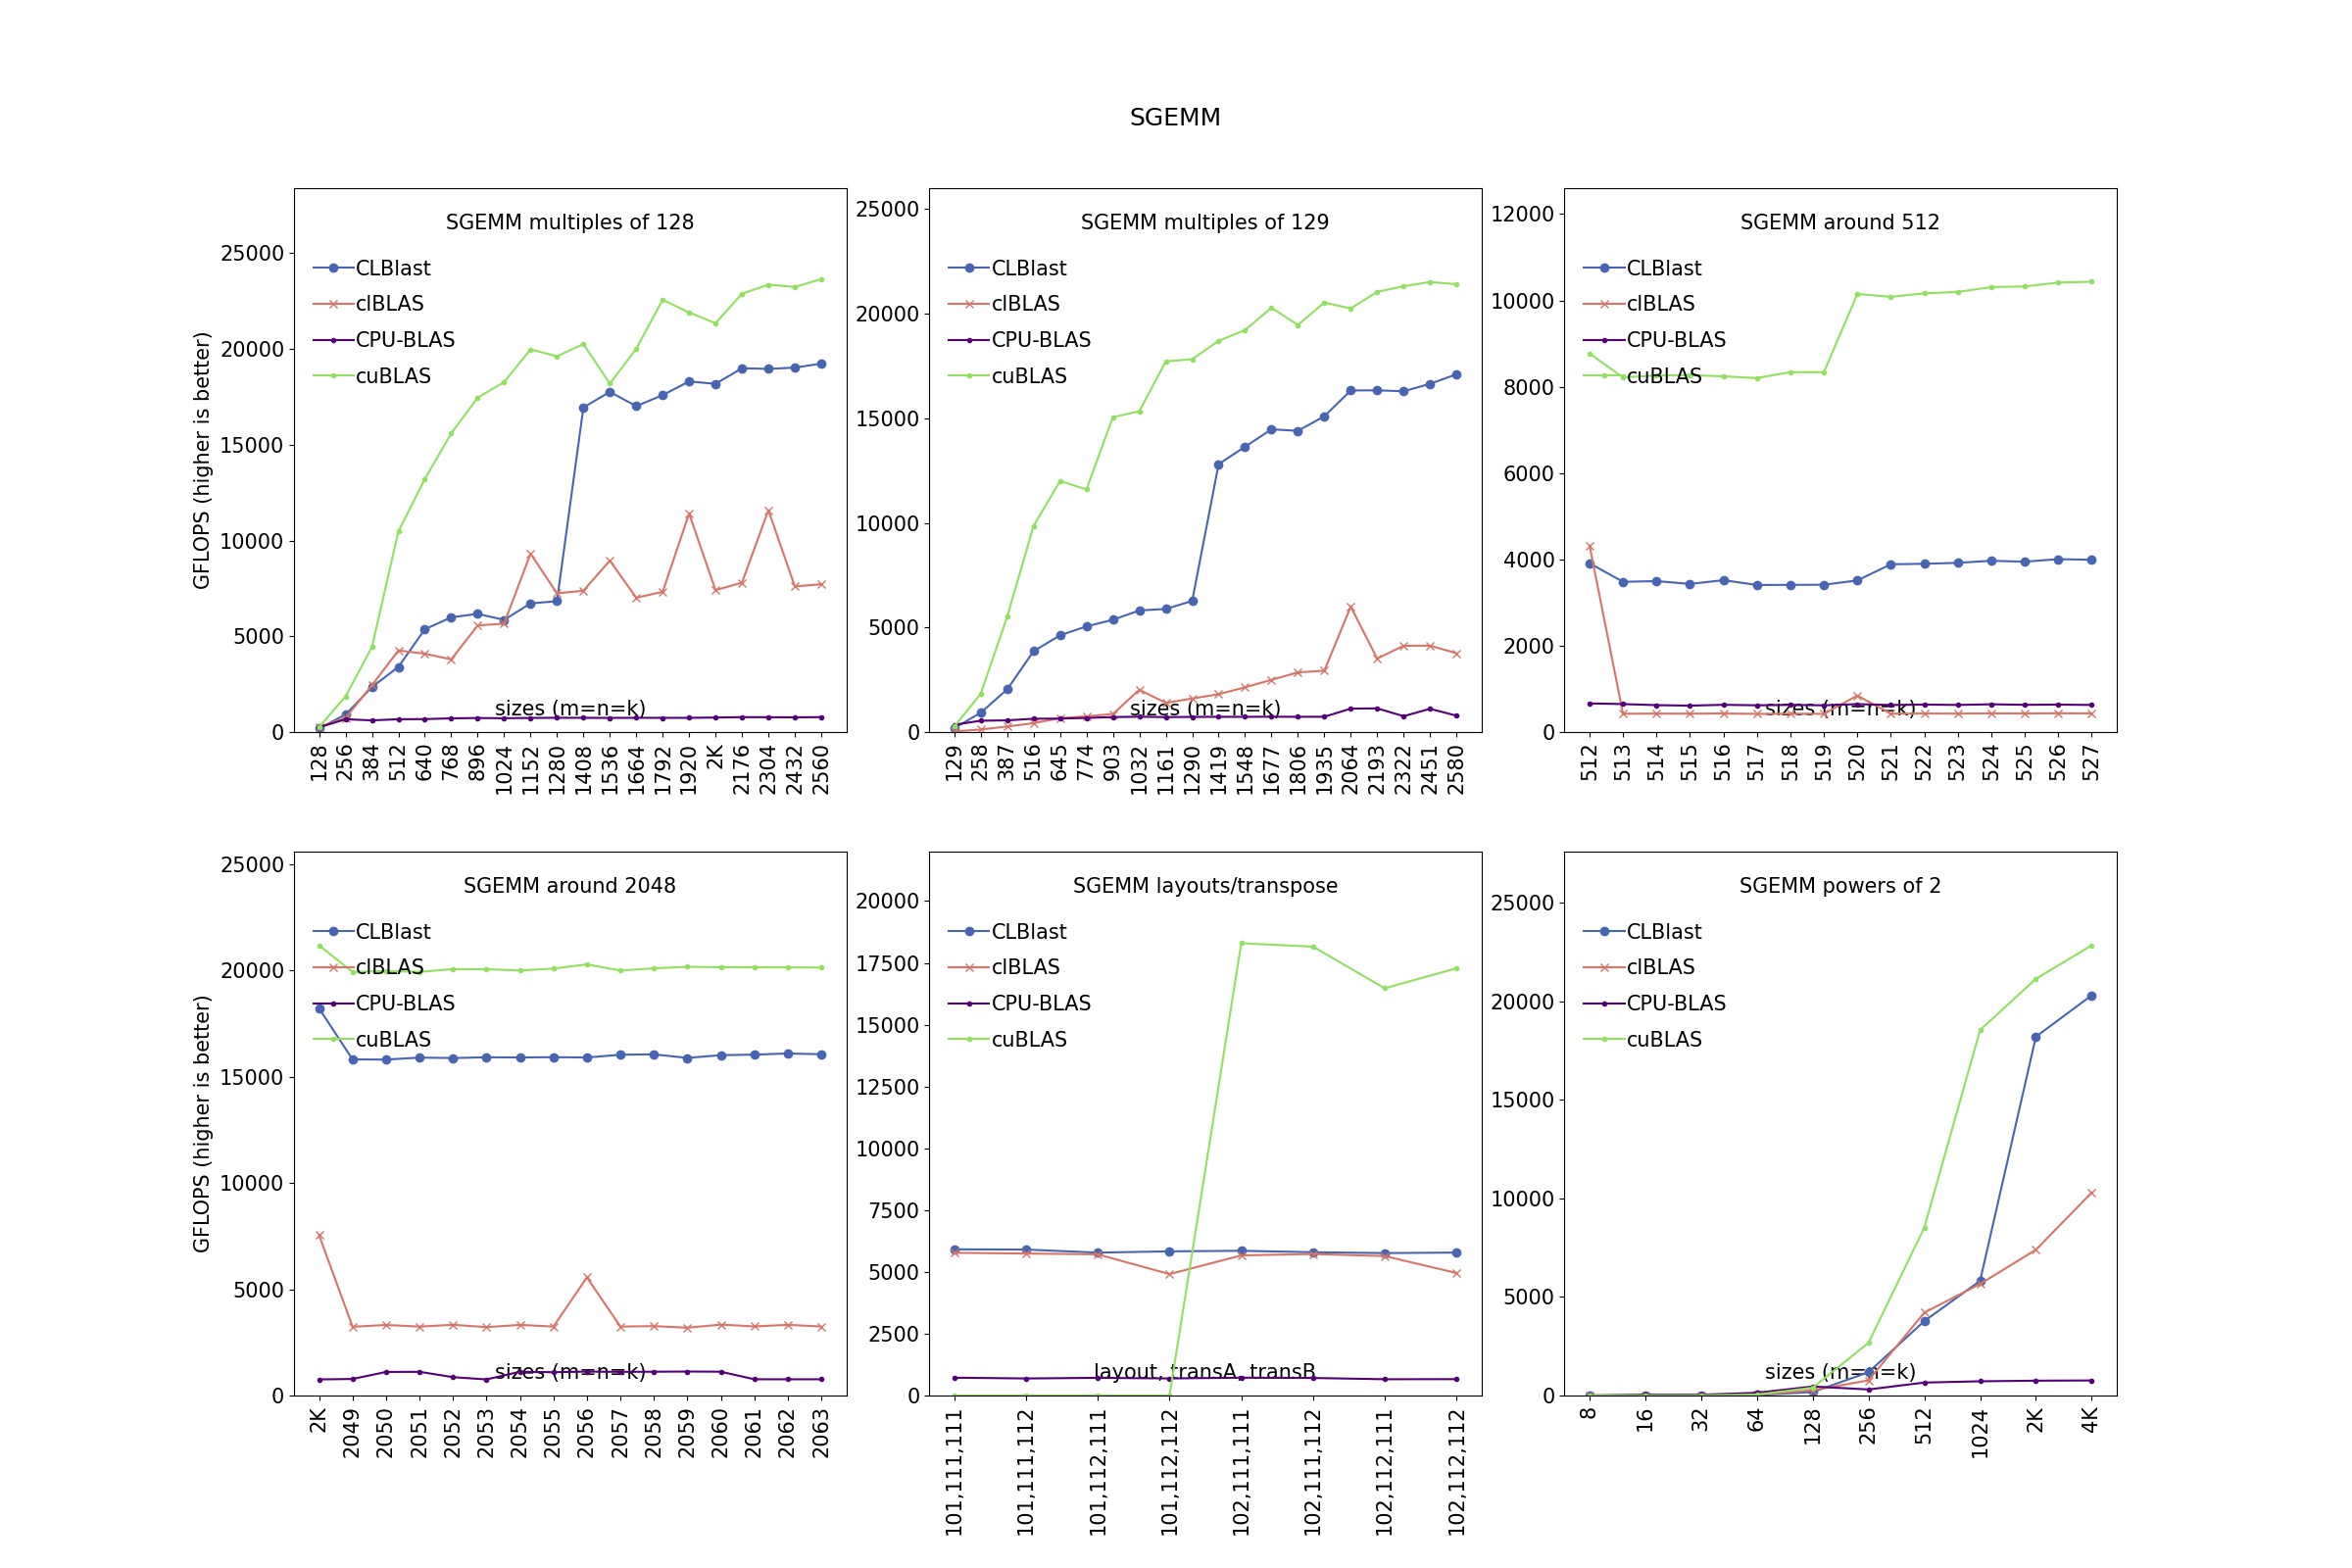 SGEMM
SGEMM multiples of 128
GFLOPS (higher is better)
25000
20000
15000
10000
5000
0
CLBlast
clBLAS
CPU-BLAS
cuBLAS
sizes (m=n=k)
128 256 384 512 640 768 896 1024 1152 1280 1408 1536 1664 1792 1920 2K 2176 2304 2432 2560
SGEMM multiples of 129
25000
20000
15000
10000
5000
0
CLBlast
clBLAS
CPU-BLAS
cuBLAS
sizes (m=n=k)
129 258 387 516 645 774 903 1032 1161 1290 1419 1548 1677 1806 1935 2064 2193 2322 2451 2580
SGEMM around 512
12000
10000
8000
6000
4000
2000
0
CLBlast
clBLAS
CPU-BLAS
cuBLAS
sizes (m=n=k)
512 513 514 515 516 517 518 519 520 521 522 523 524 525 526 527
SGEMM around 2048
GFLOPS (higher is better)
25000
20000
15000
10000
5000
0
CLBlast
clBLAS
CPU-BLAS
cuBLAS
sizes (m=n=k)
2K 2049 2050 2051 2052 2053 2054 2055 2056 2057 2058 2059 2060 2061 2062 2063
SGEMM layouts/transpose
20000
17500
15000
12500
10000
7500
5000
2500
0
CLBlast
clBLAS
CPU-BLAS
cuBLAS
layout, transA, transB
101,111,111 101,111,112 101,112,111 101,112,112 102,111,111 102,111,112 102,112,111 102,112,112
SGEMM powers of 2
25000
20000
15000
10000
5000
0
CLBlast
clBLAS
CPU-BLAS
cuBLAS
sizes (m=n=k)
8 16 32 64 128 256 512 1024 2K 4K